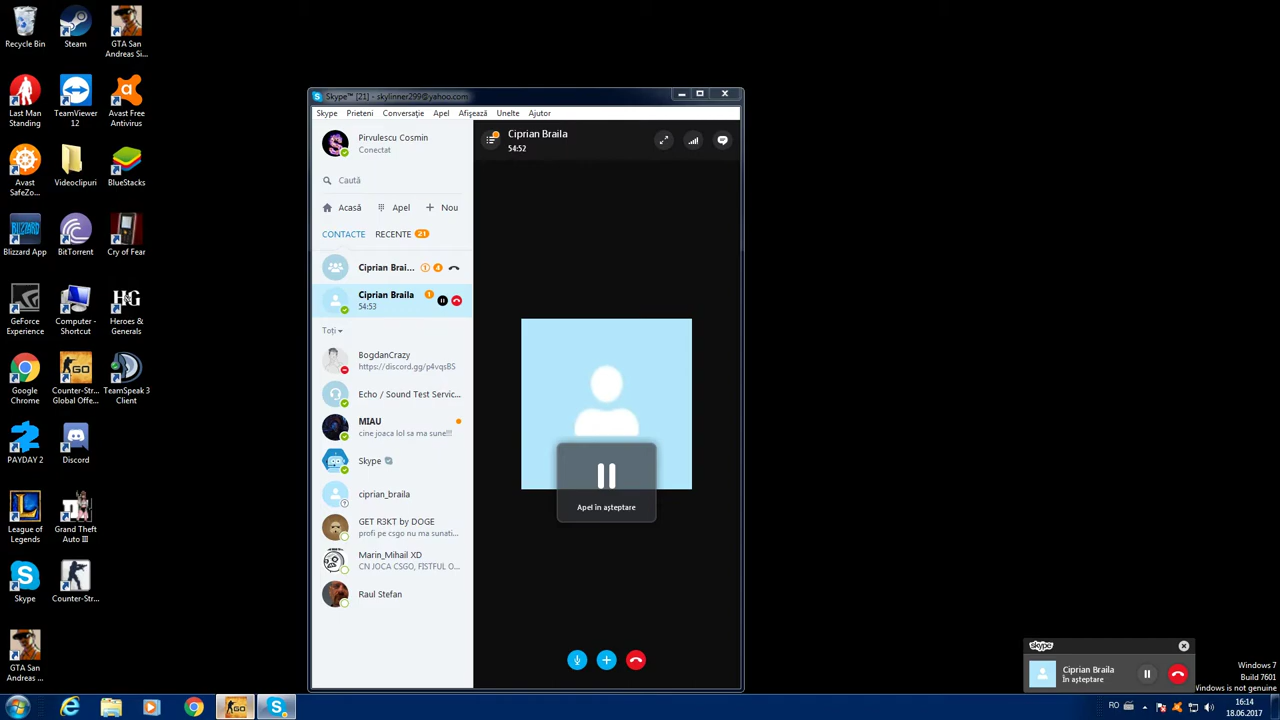 Recycle Bin
Steam
GTA San
Andreas Si...
Last Man
Standing
TeamViewer
12
Avast Free
Antivirus
Avast
SafeZo...
Videoclipuri
BlueStacks
Blizzard App
BitTorrent
Cry of Fear
GeForce
Experience
Computer -
Shortcut
Heroes &
Generals
Google
Chrome
Counter-Str...
Global Offe...
TeamSpeak 3
Client
PAYDAY 2
Discord
League of
Legends
Grand Theft
Auto III
Skype
Counter-Str...
GTA San
Andreas ...
Skype™ [21] - skylinner299@yahoo.com
Skype Prieteni Conversaţie Apel Afişează Unelte Ajutor
Pirvulescu Cosmin
Conectat
Caută
Acasă Apel Nou
CONTACTE RECENTE 21
Ciprian Brai... 1 4
Ciprian Braila 1
54:53
Toți
BogdanCrazy
https://discord.gg/p4vqsBS
Echo / Sound Test Servic...
MIAU
cine joaca lol sa ma sune!!!
Skype
ciprian_braila
GET R3KT by DOGE
profi pe csgo nu ma sunati...
Marin_Mihail XD
CN JOCA CSGO, FISTFUL O...
Raul Stefan
Ciprian Braila
54:52
Apel în așteptare
skype
Ciprian Braila
În așteptare
Windows 7
Build 7601
Windows is not genuine
GO
RO
16:14
18.06.2017